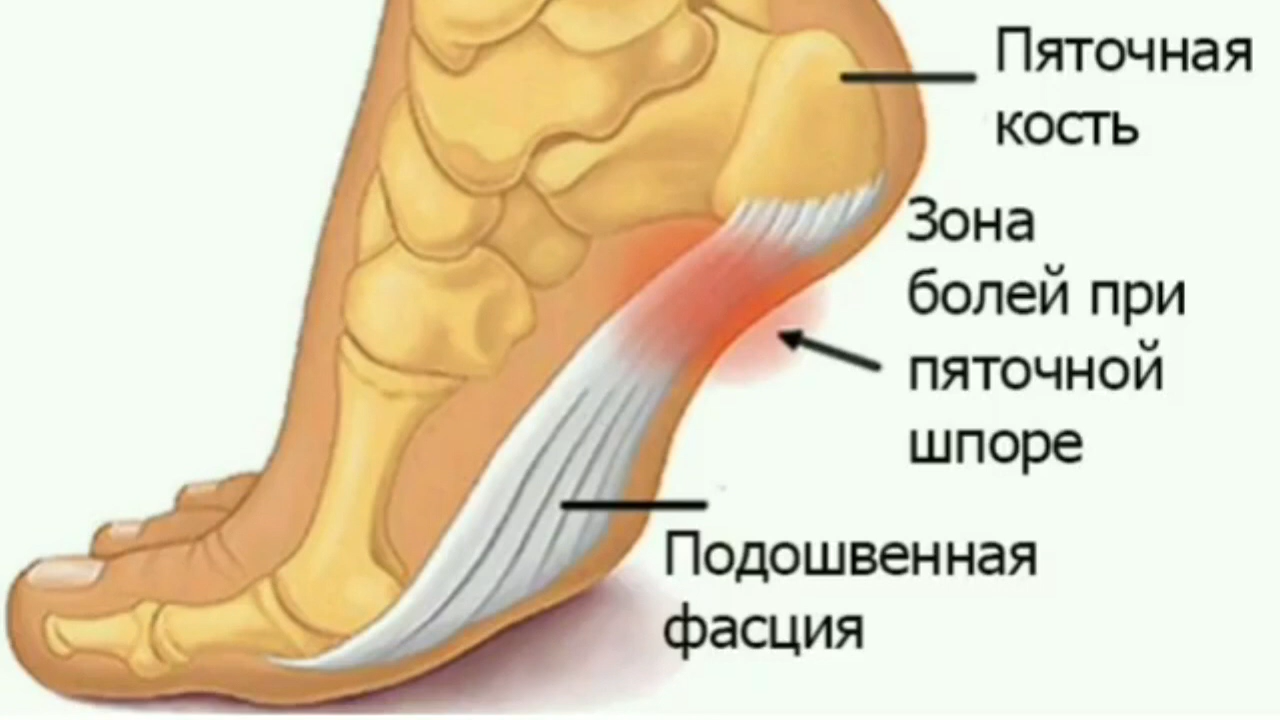 Пяточная
кость
Зона
болей при
пяточной
шпоре
Подошвенная
фасция